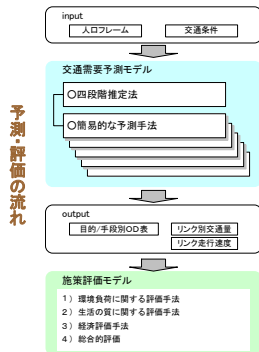 予測・評価の流れ
input
人口フレーム
交通条件
交通需要予測モデル
○四段階推定法
○簡易的な予測手法
output
目的/手段別OD表
リンク別交通量
リンク走行速度
施策評価モデル
1）環境負荷に関する評価手法
2）生活の質に関する評価手法
3）経済評価手法
4）総合的評価